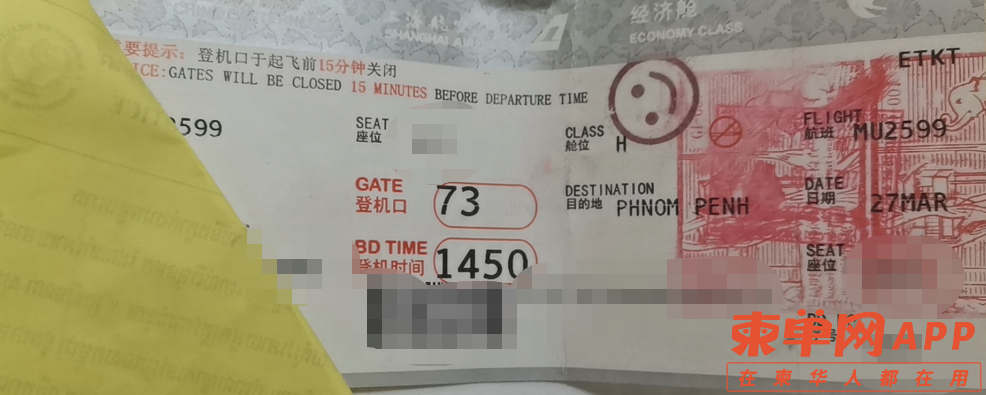 经济舱
ECONOMY CLASS
ETKT
要提示：登机口于起飞前15分钟关闭
ICE:GATES WILL BE CLOSED 15 MINUTES BEFORE DEPARTURE TIME
599
SEAT
座位
CLASS
舱位 H
FLIGHT
航班 MU2599
GATE
登机口 73
DESTINATION
目的地 PHNOM PENH
DATE
日期 27MAR
BD TIME
登机时间 1450
SEAT
座位
柬单网APP
在柬华人都在用